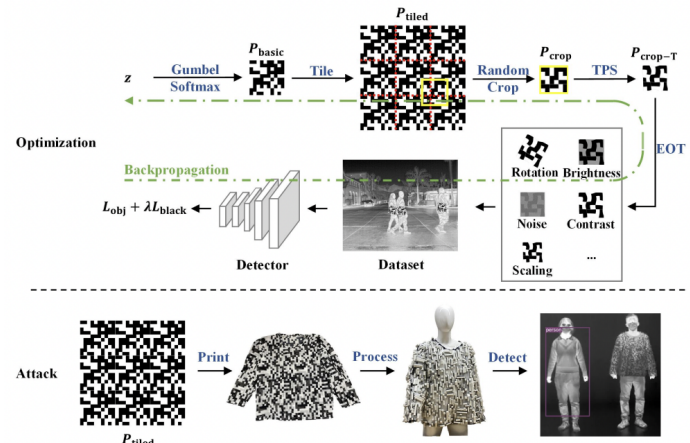 P_tiled
P_basic
P_crop
P_crop−T
z
Gumbel
Softmax
Tile
Random
Crop
TPS
Optimization
EOT
Backpropagation
Rotation
Brightness
Noise
Contrast
Scaling
...
L_obj + λL_black
Detector
Dataset
Attack
Print
Process
Detect
P_tiled